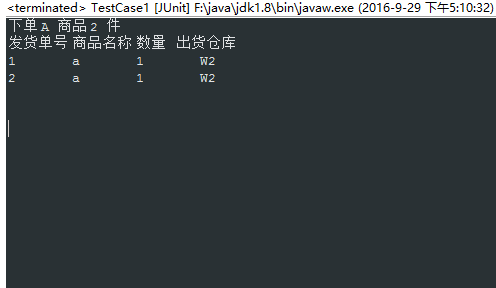 <terminated> TestCase1 [JUnit] F:\java\jdk1.8\bin\javaw.exe (2016-9-29 下午5:10:32)
下单A 商品2 件
发货单号 商品名称 数量 出货仓库
1 a 1 W2
2 a 1 W2